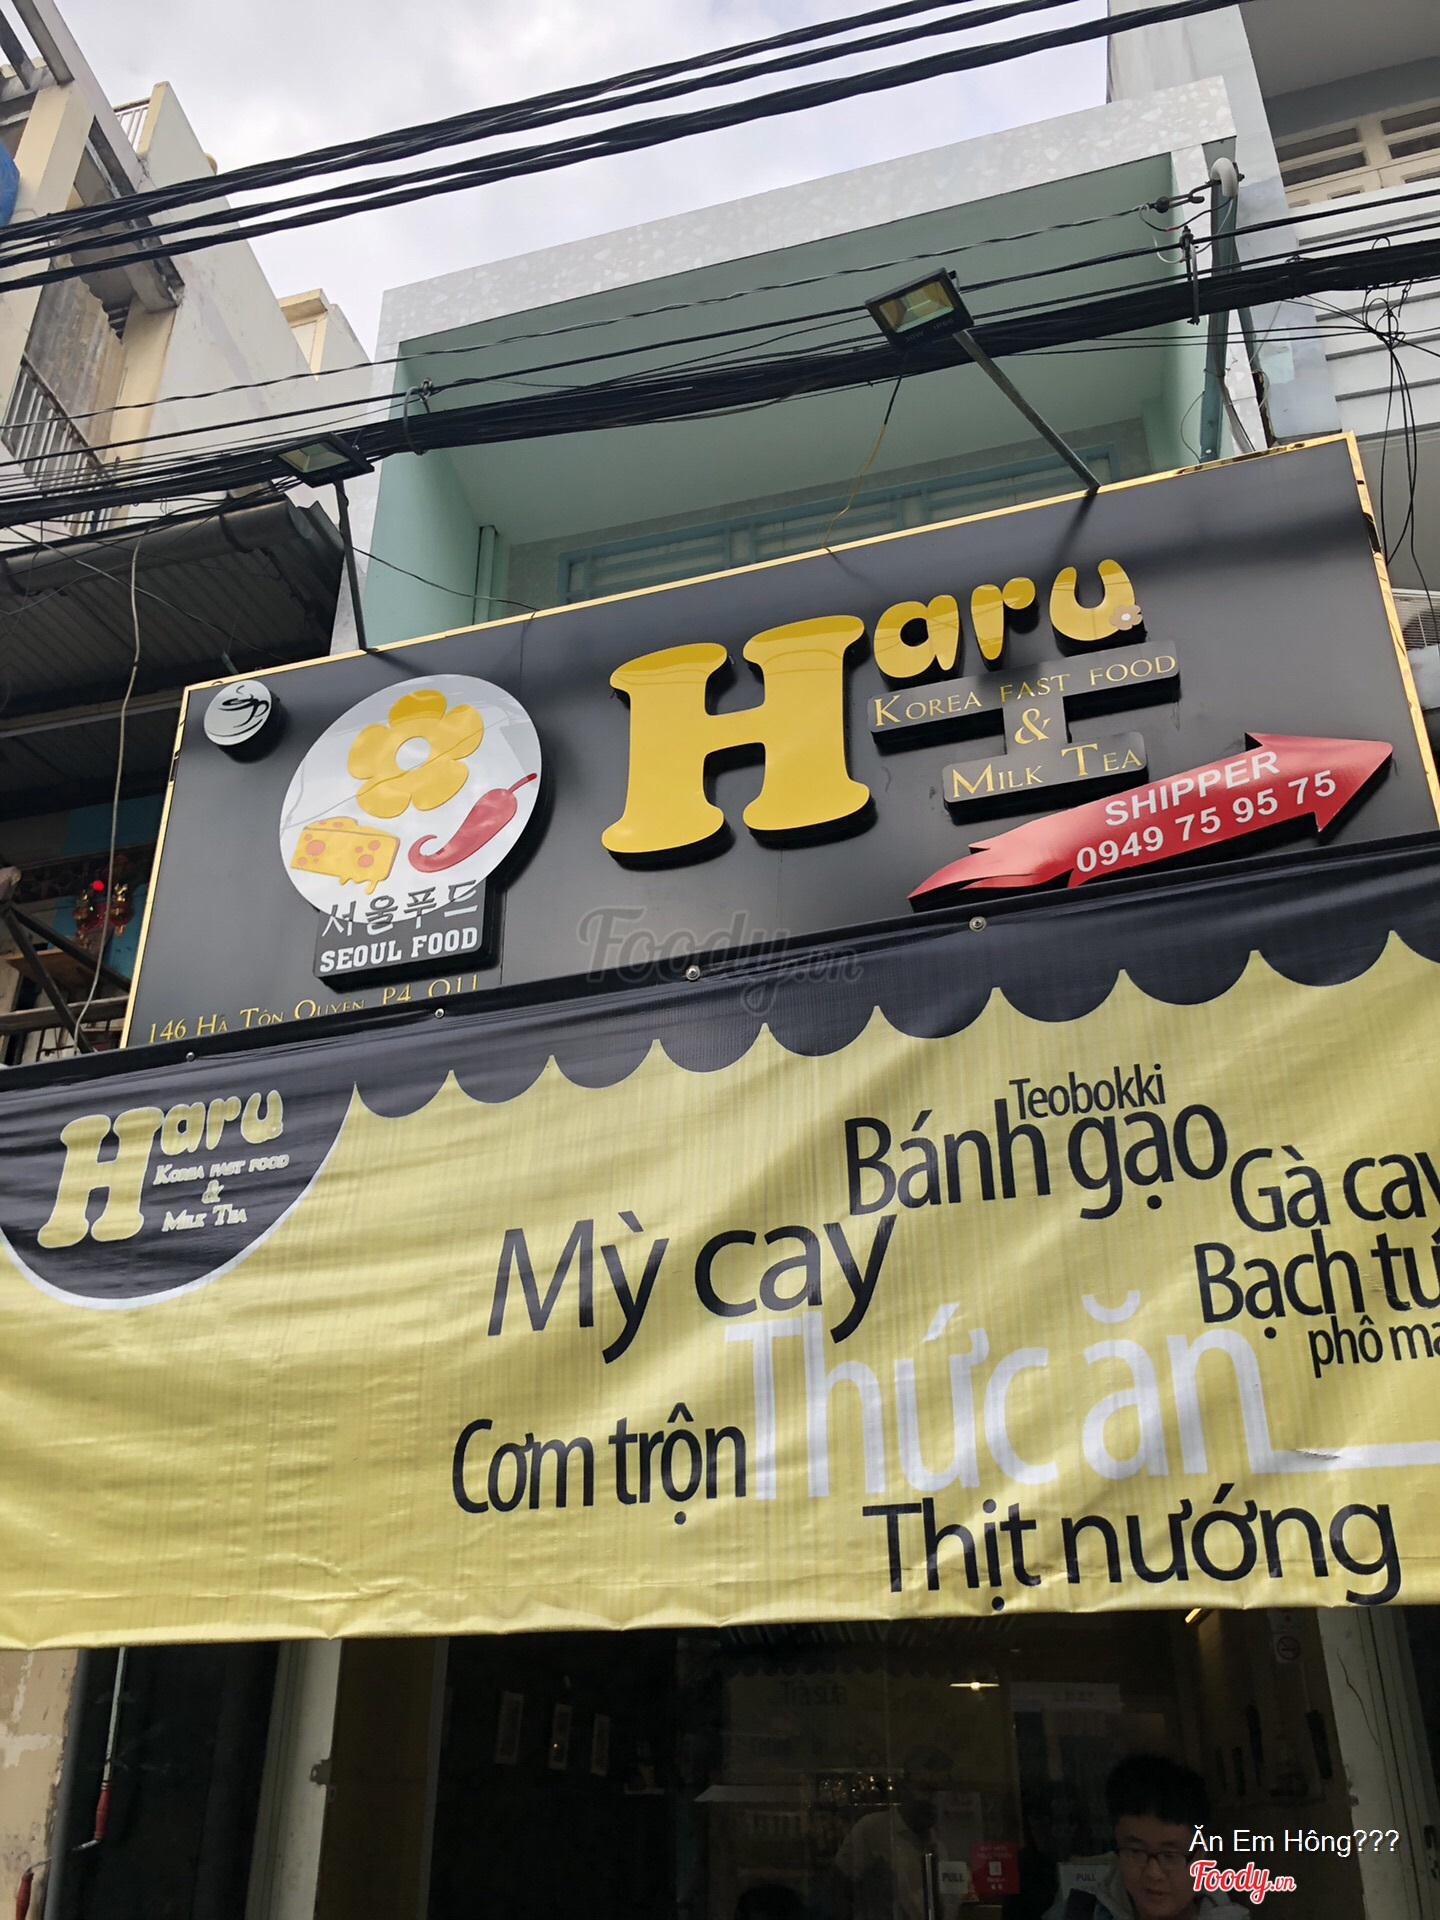 Haru
KOREA FAST FOOD
&
MILK TEA
SHIPPER
0949 75 95 75
서울푸드
SEOUL FOOD
146 HÀ TÔN QUYỀN P4 Q11
Foody.vn
Haru
KOREA FAST FOOD
&
MILK TEA
Teobokki
Bánh gạo
Gà cay
Mỳ cay
Bạch tu
phô ma
Thức ăn
Cơm trộn
Thịt nướng
PULL
PULL
Ăn Em Hông???
Foody.vn